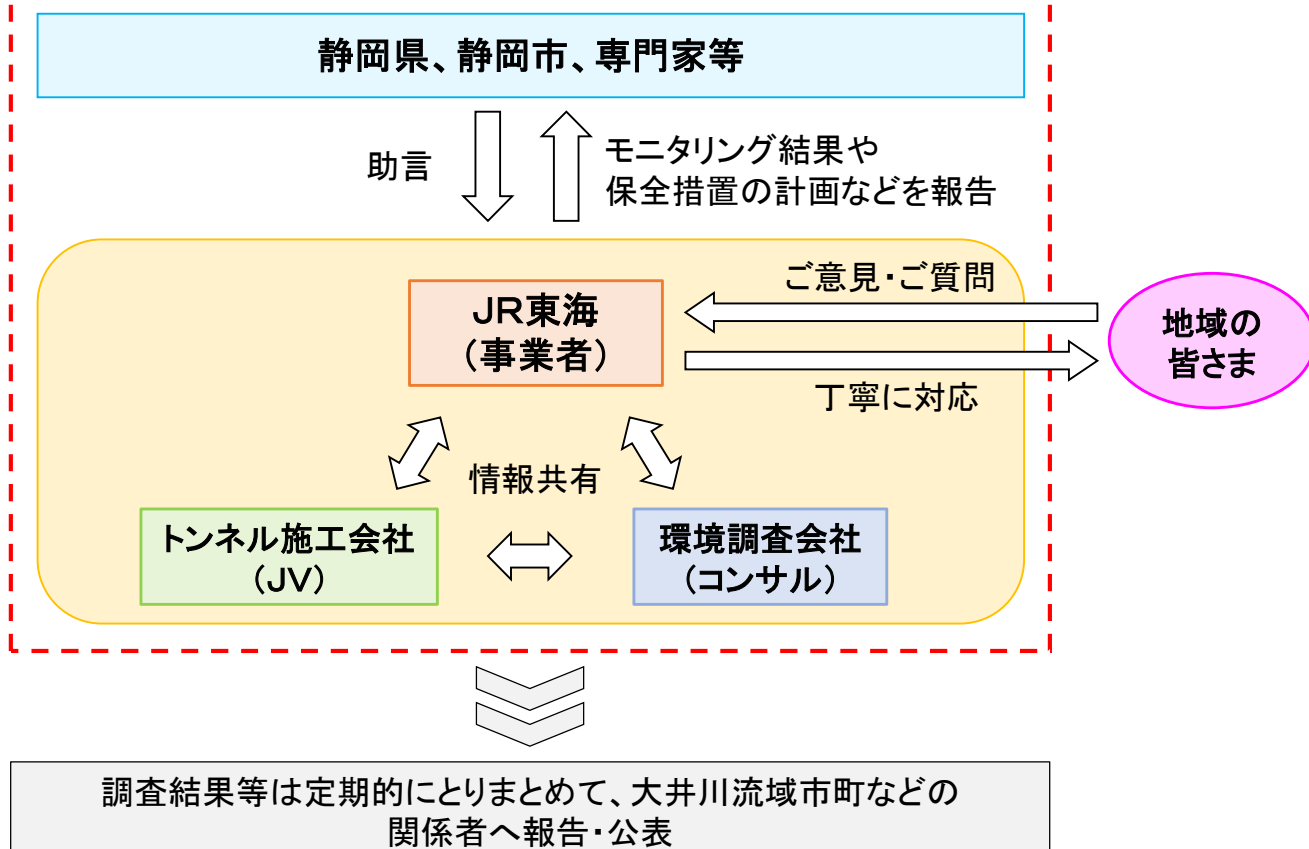 静岡県、静岡市、専門家等
助言
モニタリング結果や
保全措置の計画などを報告
ご意見・ご質問
JR東海
(事業者)
地域の
皆さま
丁寧に対応
情報共有
トンネル施工会社
(JV)
環境調査会社
(コンサル)
調査結果等は定期的にとりまとめて、大井川流域市町などの
関係者へ報告・公表